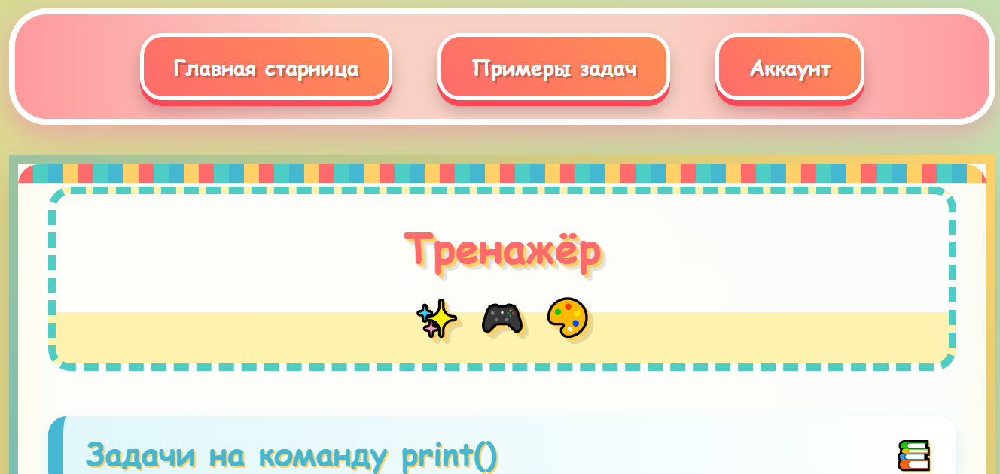 Главная старница
Примеры задач
Аккаунт
Тренажёр
Задачи на команду print()